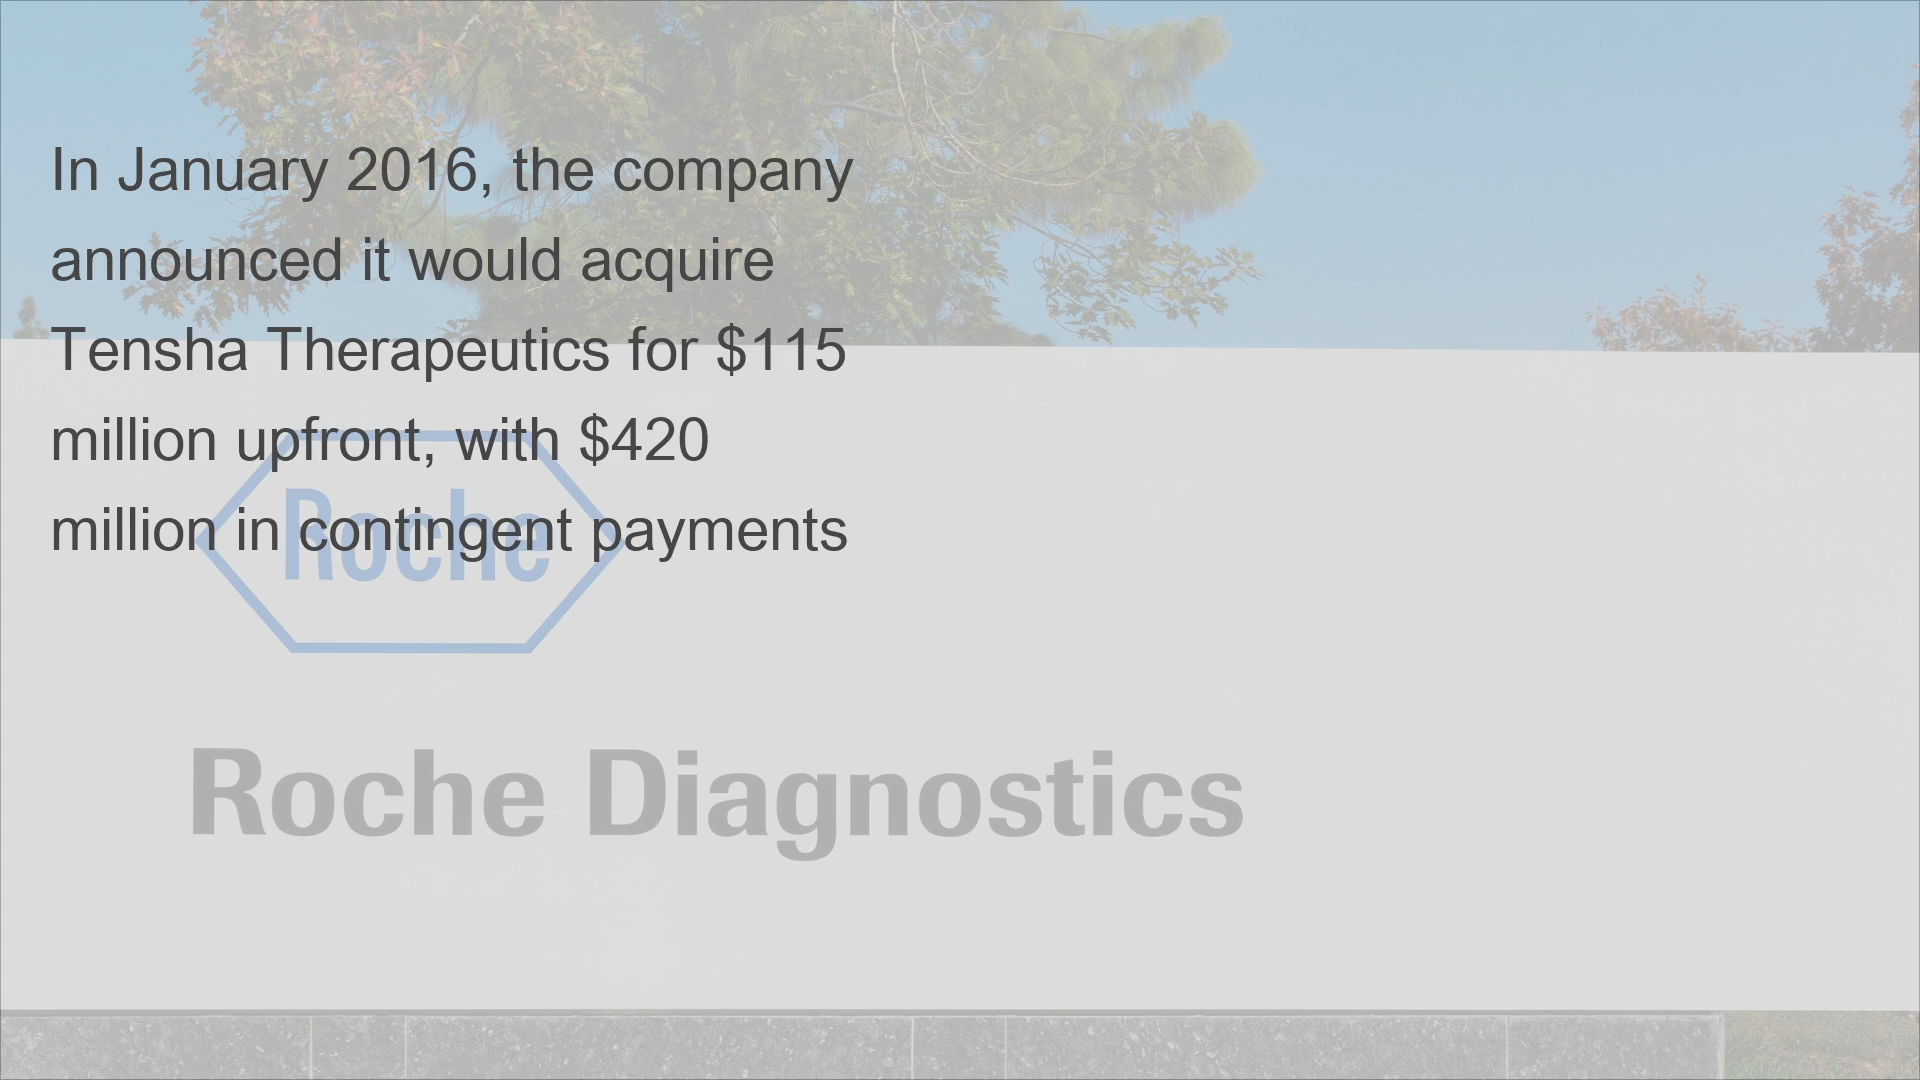 In January 2016, the company
announced it would acquire
Tensha Therapeutics for $115
million upfront, with $420
million in contingent payments
Roche
Roche Diagnostics